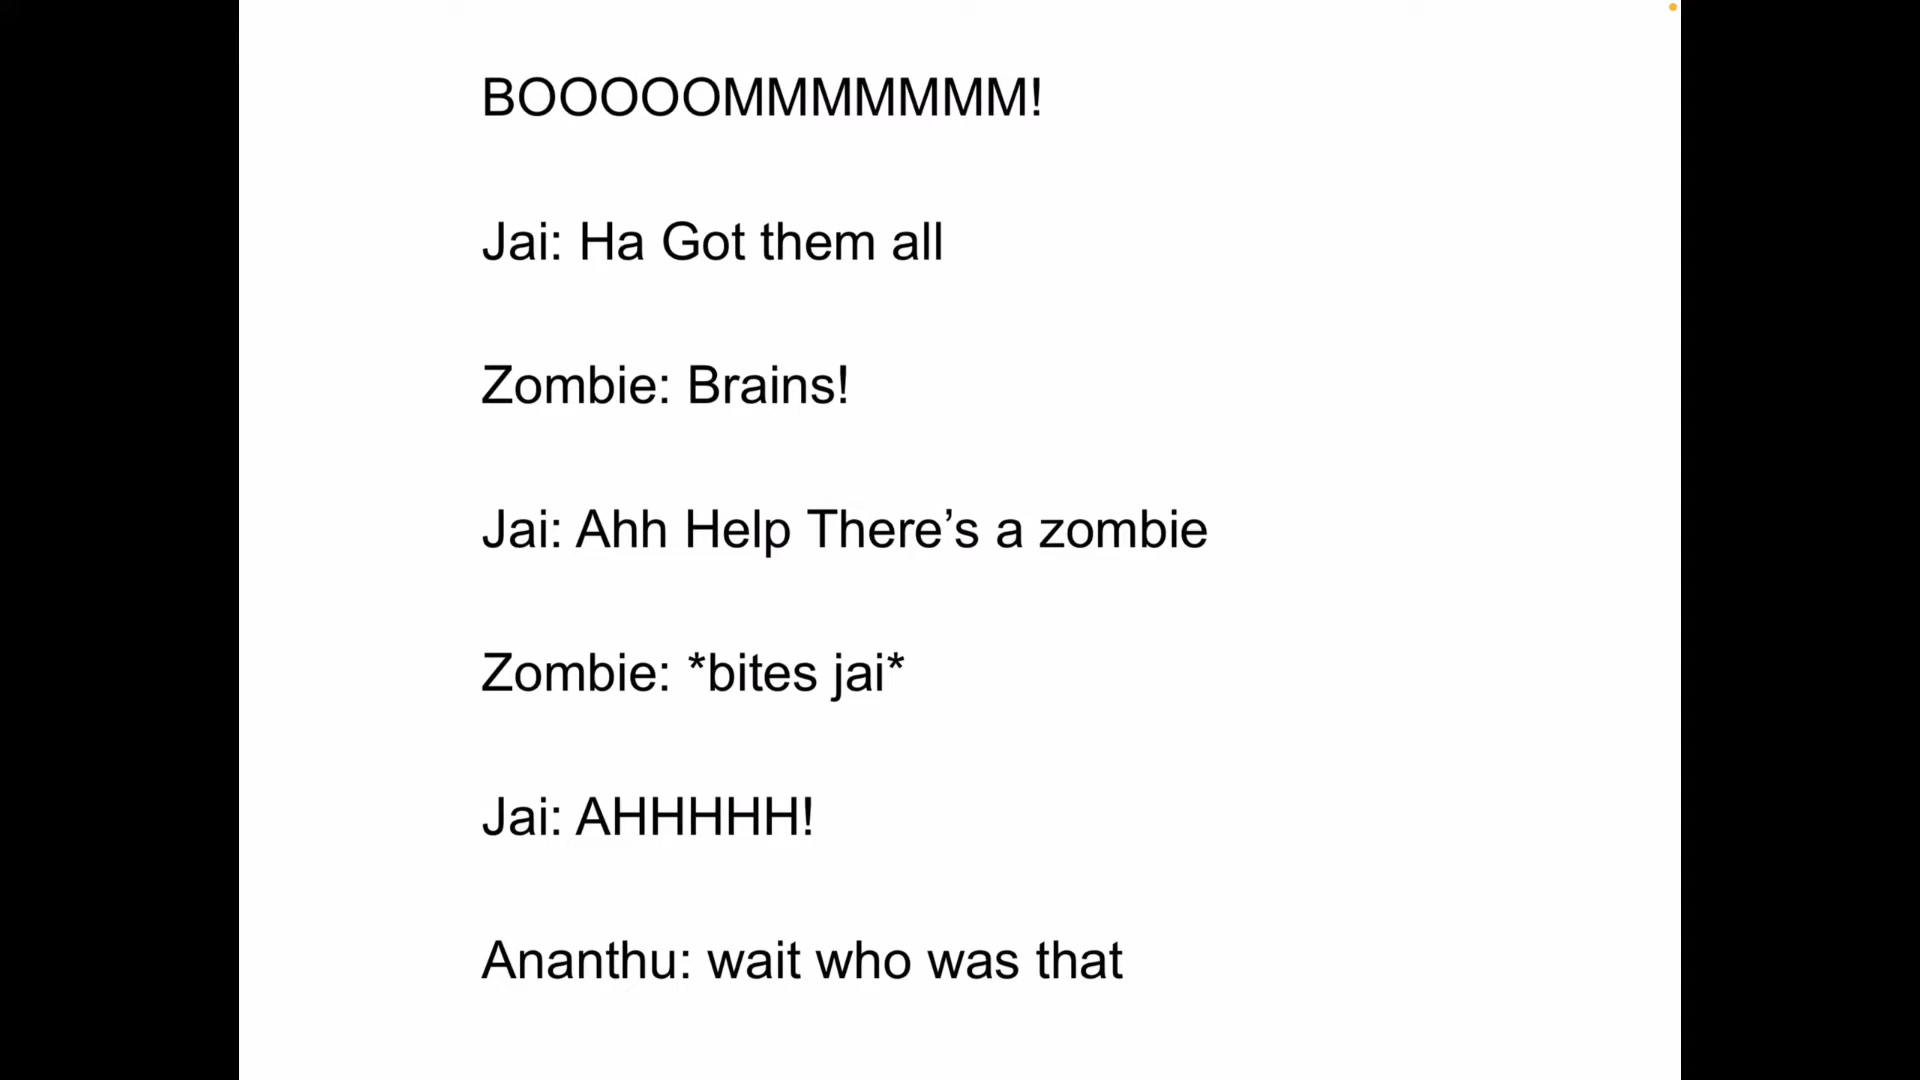 BOOOOOMMMMMMM!
Jai: Ha Got them all
Zombie: Brains!
Jai: Ahh Help There’s a zombie
Zombie: *bites jai*
Jai: AHHHHH!
Ananthu: wait who was that